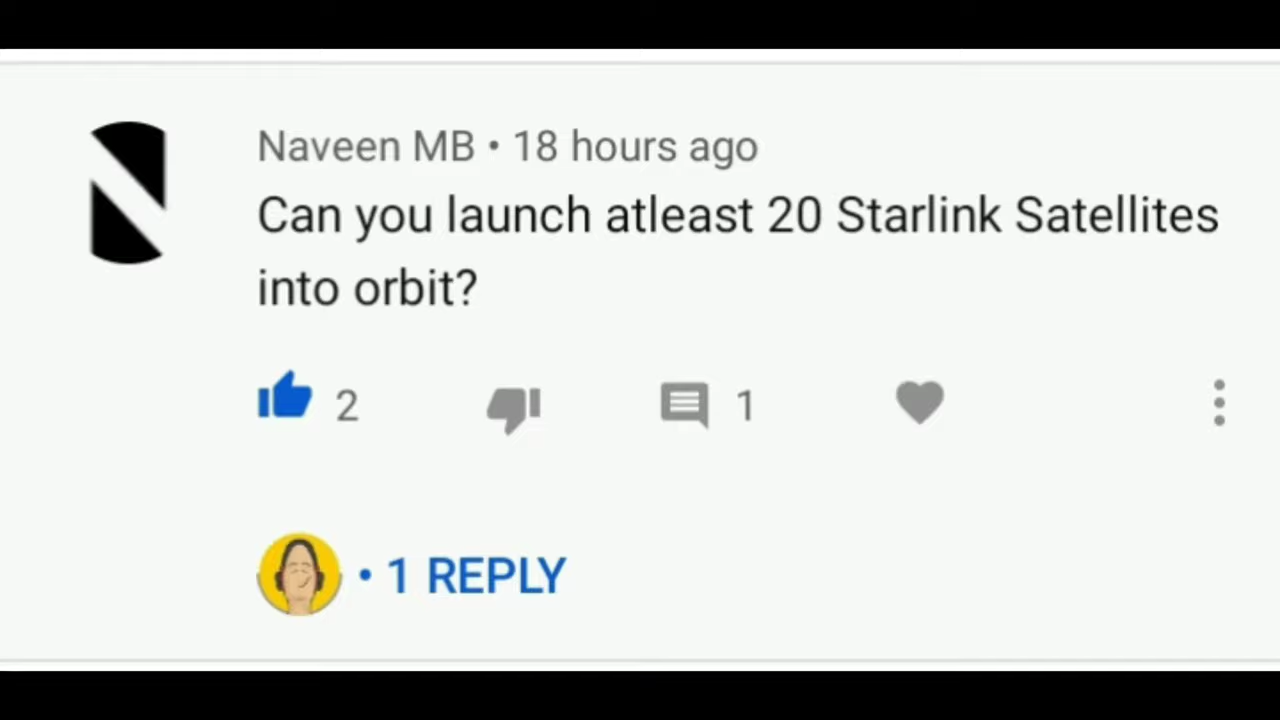 Naveen MB • 18 hours ago
Can you launch atleast 20 Starlink Satellites
into orbit?
2 1
• 1 REPLY